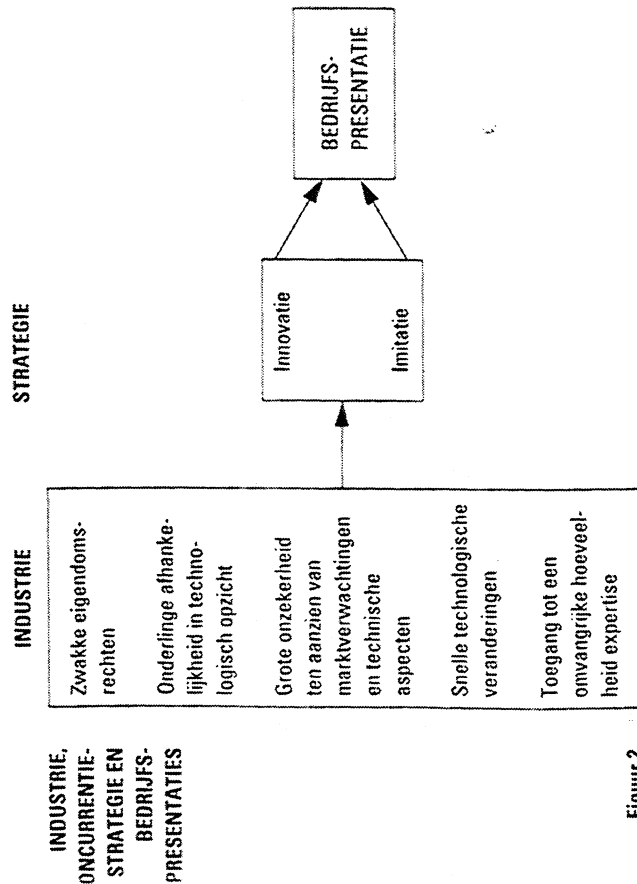 INDUSTRIE,
ONCURRENTIE-
STRATEGIE EN
BEDRIJFS-
PRESENTATIES
INDUSTRIE
STRATEGIE
Zwakke eigendoms-
rechten
Onderlinge afhanke-
lijkheid in techno-
logisch opzicht
Grote onzekerheid
ten aanzien van
marktverwachtingen
en technische
aspecten
Snelle technologische
veranderingen
Toegang tot een
omvangrijke hoeveel-
heid expertise
Innovatie
Imitatie
BEDRIJFS-
PRESENTATIE
Figuur 2